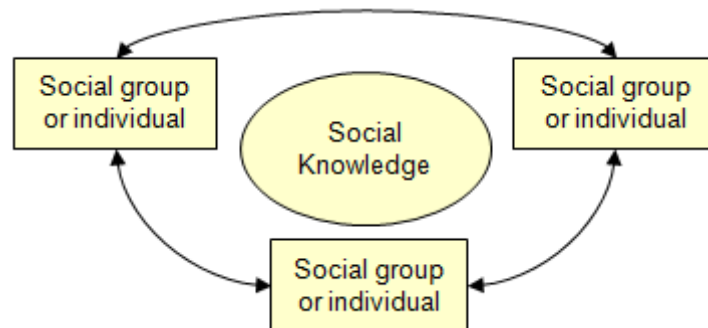 Social group
or individual
Social group
or individual
Social
Knowledge
Social group
or individual